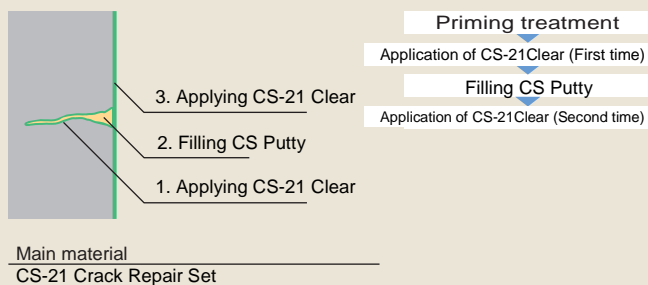 3. Applying CS-21 Clear
2. Filling CS Putty
1. Applying CS-21 Clear
Priming treatment
Application of CS-21Clear (First time)
Filling CS Putty
Application of CS-21Clear (Second time)
Main material
CS-21 Crack Repair Set